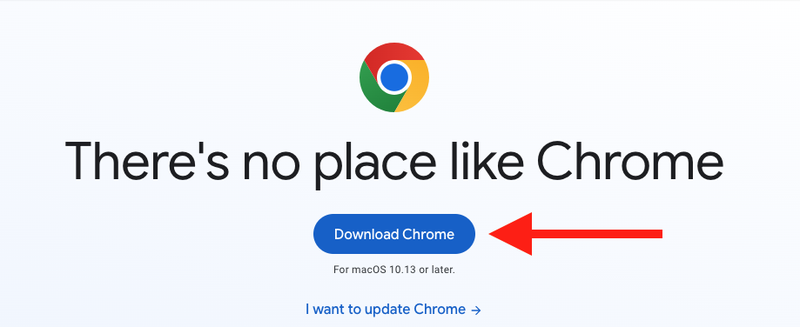 There's no place like Chrome
Download Chrome
For macOS 10.13 or later.
I want to update Chrome →